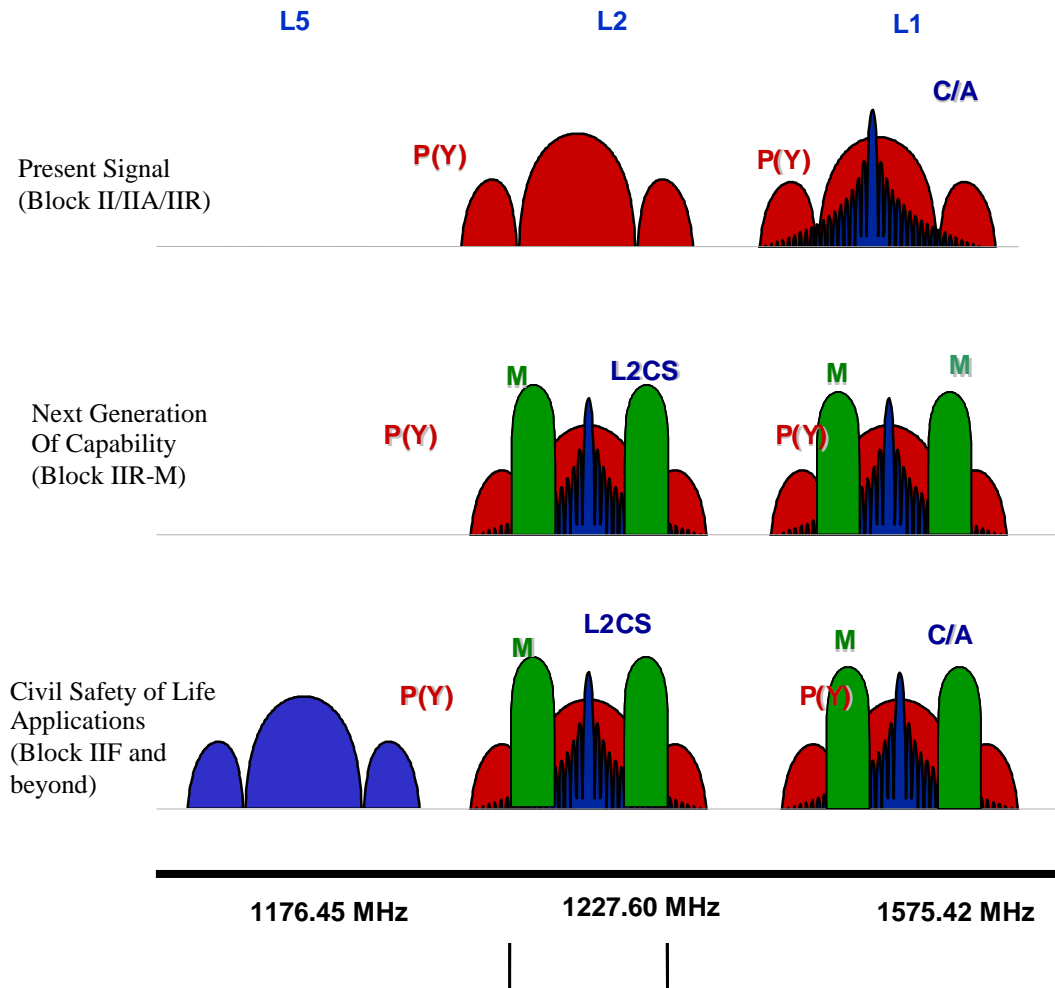 L5
L2
L1
C/A
P(Y)
P(Y)
Present Signal
(Block II/IIA/IIR)
M
L2CS
M
M
Next Generation
Of Capability
(Block IIR-M)
P(Y)
P(Y)
L2CS
M
M
C/A
Civil Safety of Life
Applications
(Block IIF and
beyond)
P(Y)
P(Y)
1176.45 MHz
1227.60 MHz
1575.42 MHz